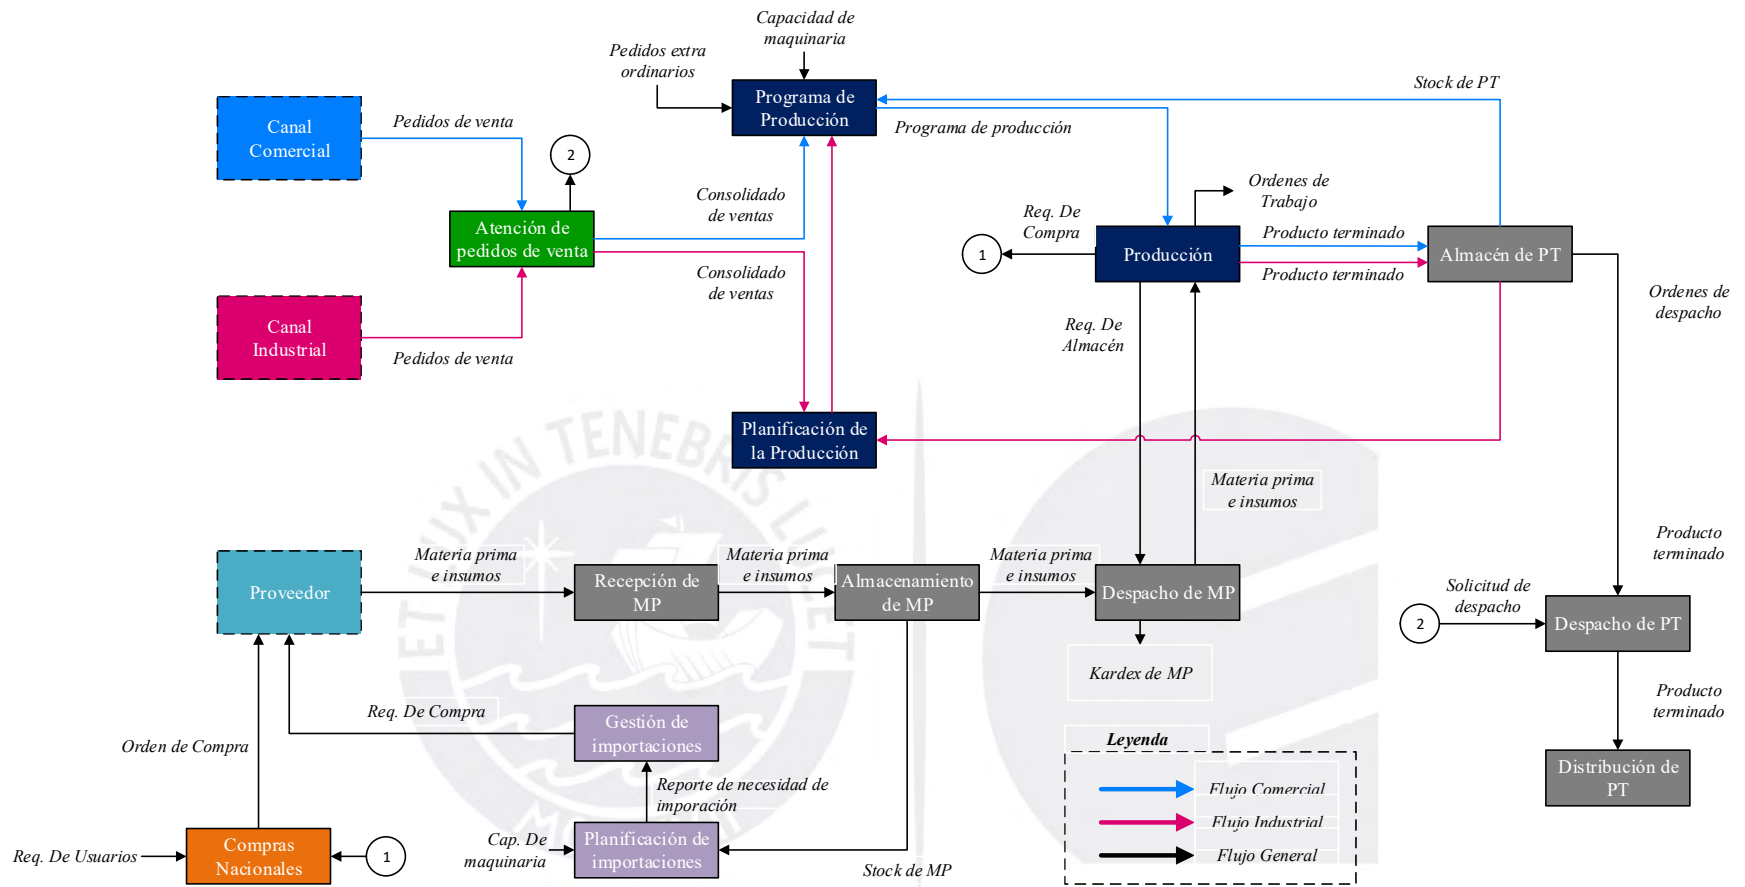 Capacidad de
maquinaria
Pedidos extra
ordinarios
Programa de
Producción
Stock de PT
Canal
Comercial
Pedidos de venta
2
Programa de producción
Consolidado
de ventas
Ordenes de
Trabajo
Req. De
Compra
Atención de
pedidos de venta
1
Producción
Producto terminado
Producto terminado
Almacén de PT
Consolidado
de ventas
Ordenes de
despacho
Canal
Industrial
Pedidos de venta
Req. De
Almacén
Planificación de
la Producción
Materia prima
e insumos
ET LUX IN TENEBRIS LUCET
Proveedor
Materia prima
e insumos
Recepción de
MP
Materia prima
e insumos
Almacenamiento
de MP
Materia prima
e insumos
Despacho de MP
Producto
terminado
Solicitud de
despacho
2
Despacho de PT
Kardex de MP
Req. De Compra
Gestión de
importaciones
Producto
terminado
Orden de Compra
Reporte de necesidad de
imporación
Leyenda
Flujo Comercial
Flujo Industrial
Flujo General
Distribución de
PT
Req. De Usuarios
Compras
Nacionales
1
Cap. De
maquinaria
Planificación de
importaciones
Stock de MP